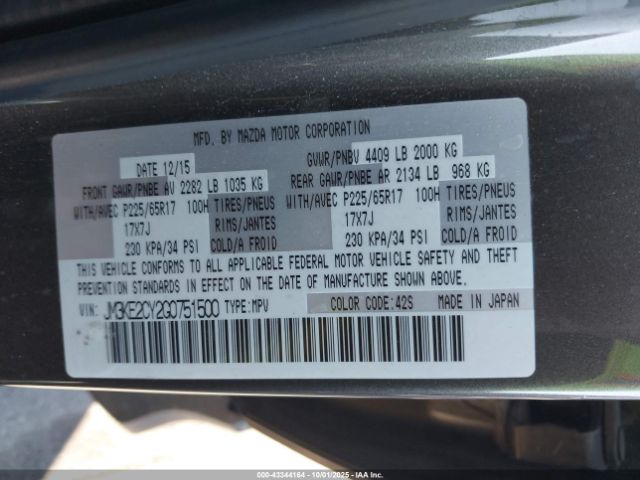 MFD. BY MAZDA MOTOR CORPORATION
DATE 12/15 GVWR/PNBV 4409 LB 2000 KG
FRONT GAWR/PNBE AV 2282 LB 1035 KG REAR GAWR/PNBE AR 2134 LB 968 KG
WITH/AVEC P225/65R17 100H TIRES/PNEUS WITH/AVEC P225/65R17 100H TIRES/PNEUS
17X7J RIMS/JANTES 17X7J RIMS/JANTES
230 KPA/34 PSI COLD/A FROID 230 KPA/34 PSI COLD/A FROID
THIS VEHICLE CONFORMS TO ALL APPLICABLE FEDERAL MOTOR VEHICLE SAFETY AND THEFT
PREVENTION STANDARDS IN EFFECT ON THE DATE OF MANUFACTURE SHOWN ABOVE.
VIN: JM3KE2CY2G0751500 TYPE:MPV COLOR CODE:42S MADE IN JAPAN
000-43344164 - 10/01/2025 - IAA Inc.